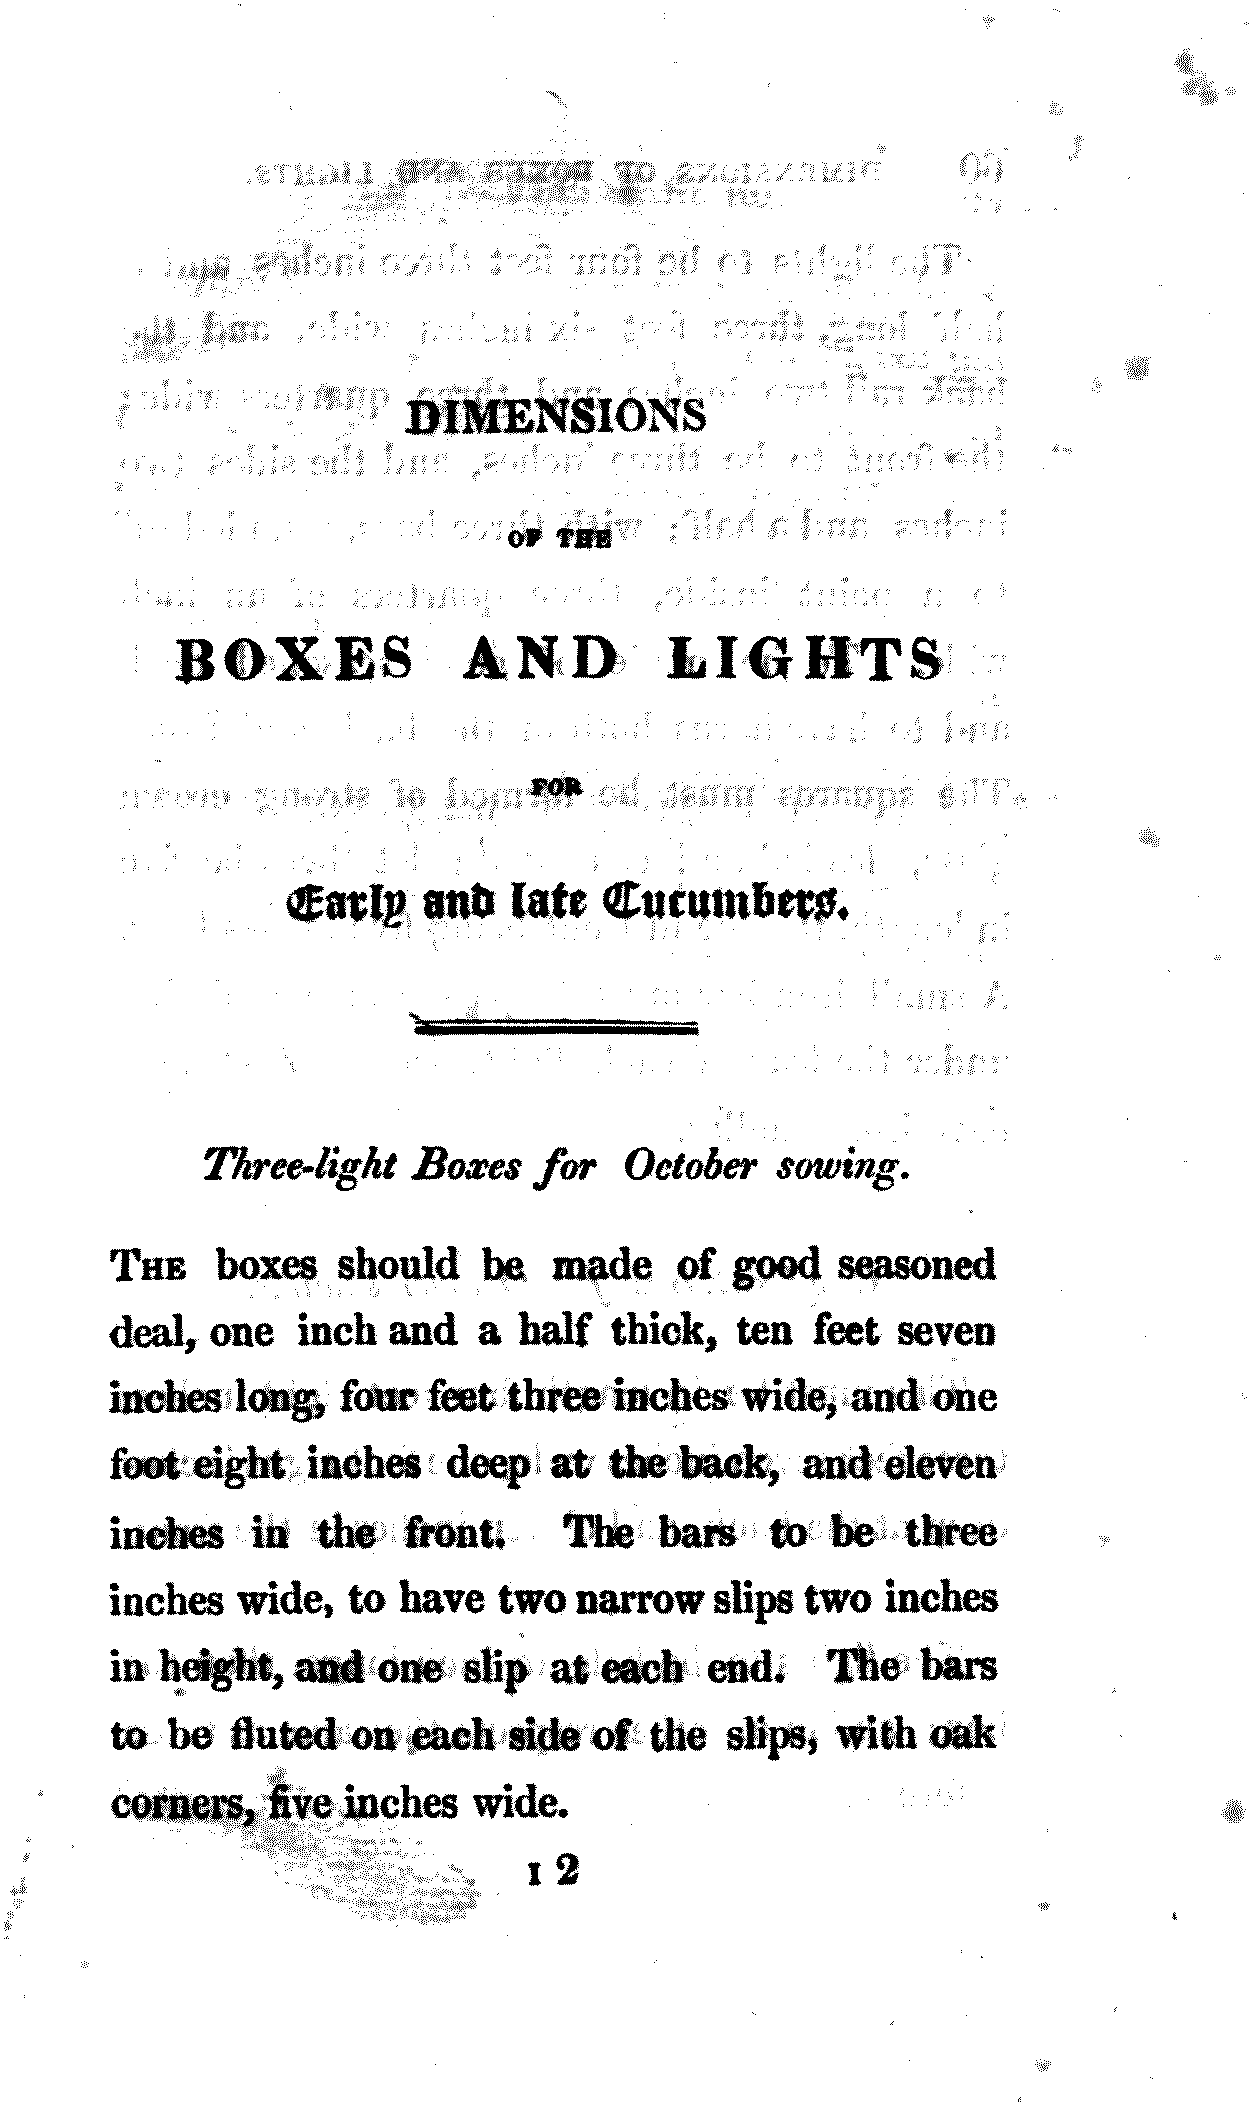 DIMENSIONS
OF THE
BOXES AND LIGHTS
FOR
Early and late Cucumbers.
Three-light Boxes for October sowing.
THE boxes should be made of good seasoned
deal, one inch and a half thick, ten feet seven
inches long, four feet three inches wide, and one
foot eight inches deep at the back, and eleven
inches in the front. The bars to be three
inches wide, to have two narrow slips two inches
in height, and one slip at each end. The bars
to be fluted on each side of the slips, with oak
corners, five inches wide.
I 2